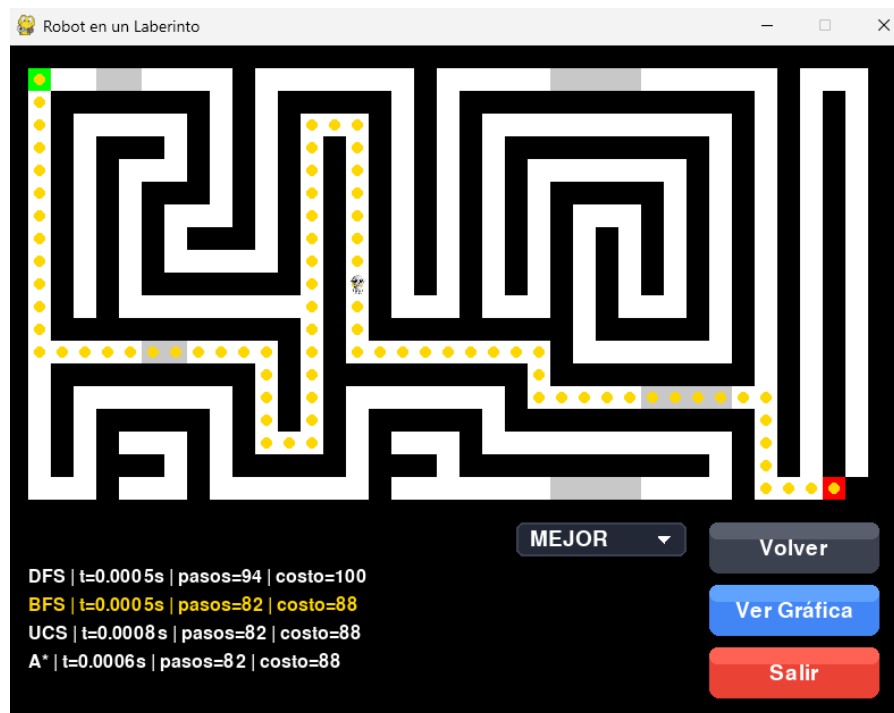 Robot en un Laberinto
MEJOR
Volver
DFS | t=0.0005s | pasos=94 | costo=100
BFS | t=0.0005s | pasos=82 | costo=88
Ver Gráfica
UCS | t=0.0008s | pasos=82 | costo=88
A* | t=0.0006s | pasos=82 | costo=88
Salir